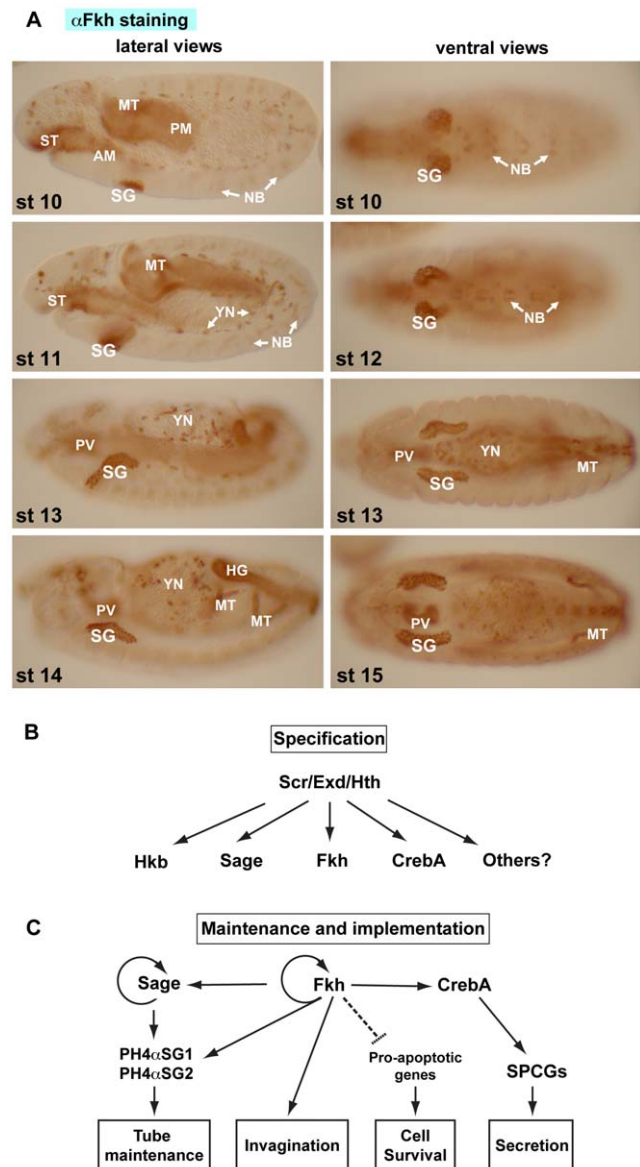 A αFkh staining
lateral views
ventral views
MT
PM
ST
AM
SG
NB
st 10
SG
NB
st 10
MT
ST
YN
SG
NB
st 11
SG
NB
st 12
YN
PV
SG
st 13
PV
YN
SG
MT
st 13
YN
HG
PV
MT
SG
MT
st 14
PV
SG
MT
st 15
B
Specification
Scr/Exd/Hth
Hkb Sage Fkh CrebA Others?
C
Maintenance and implementation
Sage Fkh CrebA
PH4αSG1
PH4αSG2
Pro-apoptotic
genes
SPCGs
Tube
maintenance
Invagination
Cell
Survival
Secretion